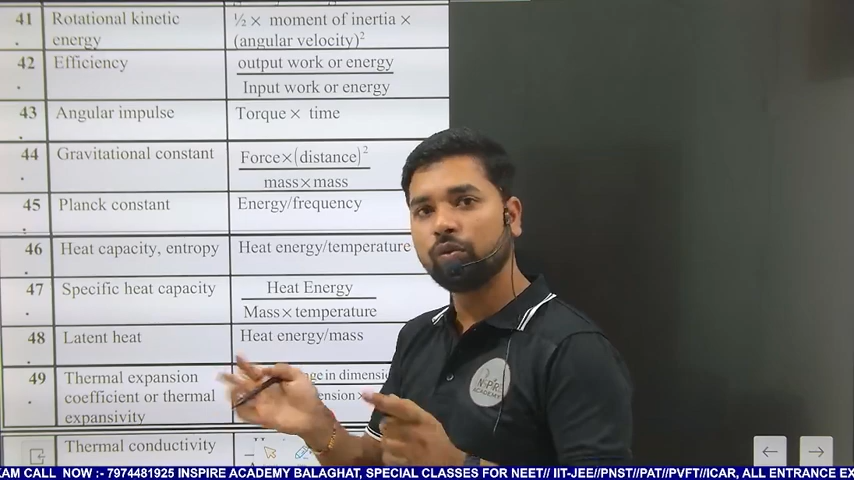 41 Rotational kinetic ½ × moment of inertia ×
. energy (angular velocity)²
42 Efficiency output work or energy
. Input work or energy
43 Angular impulse Torque × time
.
44 Gravitational constant Force×(distance)²
. mass×mass
45 Planck constant Energy/frequency
.
46 Heat capacity, entropy Heat energy/temperature
.
47 Specific heat capacity Heat Energy
. Mass×temperature
48 Latent heat Heat energy/mass
.
49 Thermal expansion in
. coefficient or thermal ×
expansivity
Thermal conductivity
INSPIRE
ACADEMY
CALL NOW :- 7974481925 INSPIRE ACADEMY BALAGHAT, SPECIAL CLASSES FOR NEET// IIT-JEE//PNST//PAT//PVFT//ICAR, ALL ENTRANCE